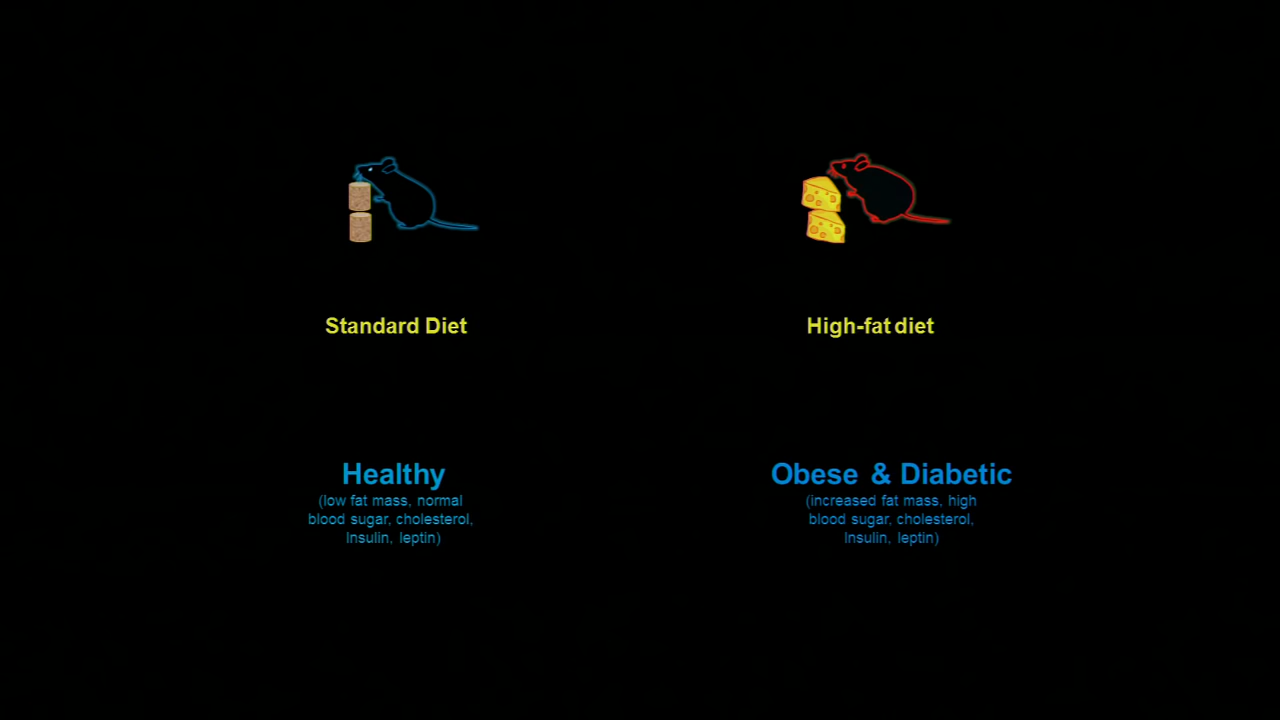 Standard Diet
High-fat diet
Healthy
(low fat mass, normal
blood sugar, cholesterol,
Insulin, leptin)
Obese & Diabetic
(increased fat mass, high
blood sugar, cholesterol,
Insulin, leptin)